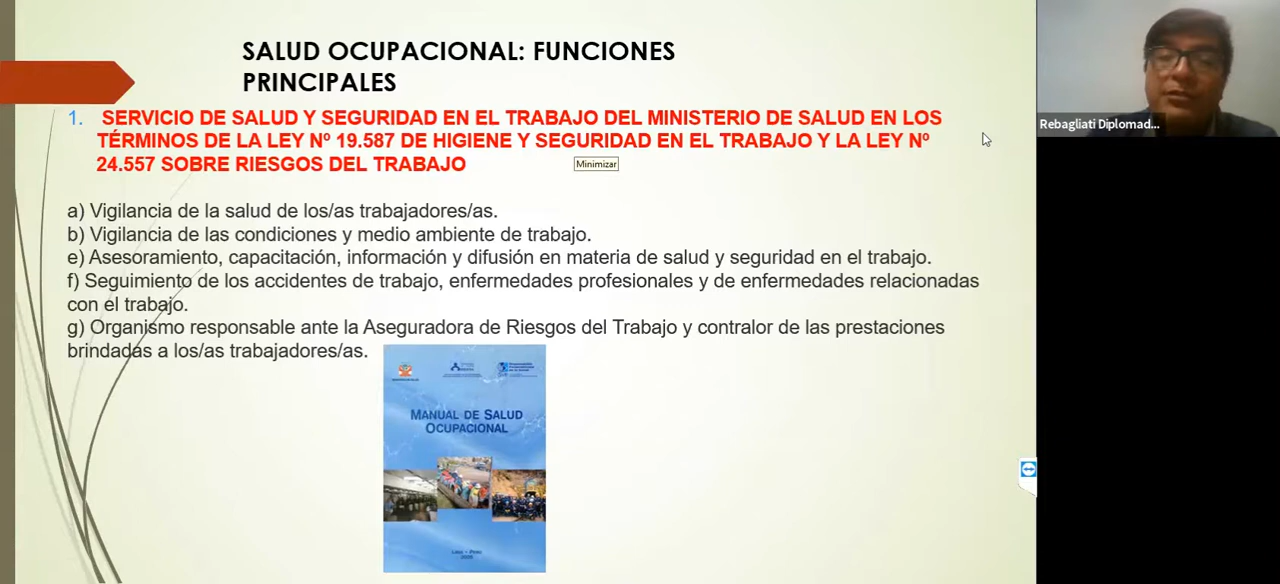 SALUD OCUPACIONAL: FUNCIONES
PRINCIPALES
1. SERVICIO DE SALUD Y SEGURIDAD EN EL TRABAJO DEL MINISTERIO DE SALUD EN LOS
TÉRMINOS DE LA LEY Nº 19.587 DE HIGIENE Y SEGURIDAD EN EL TRABAJO Y LA LEY Nº
24.557 SOBRE RIESGOS DEL TRABAJO
Minimizar
a) Vigilancia de la salud de los/as trabajadores/as.
b) Vigilancia de las condiciones y medio ambiente de trabajo.
e) Asesoramiento, capacitación, información y difusión en materia de salud y seguridad en el trabajo.
f) Seguimiento de los accidentes de trabajo, enfermedades profesionales y de enfermedades relacionadas
con el trabajo.
g) Organismo responsable ante la Aseguradora de Riesgos del Trabajo y contralor de las prestaciones
brindadas a los/as trabajadores/as.
MANUAL DE SALUD
OCUPACIONAL
LIMA - PERÚ
Rebagliati Diplomad...